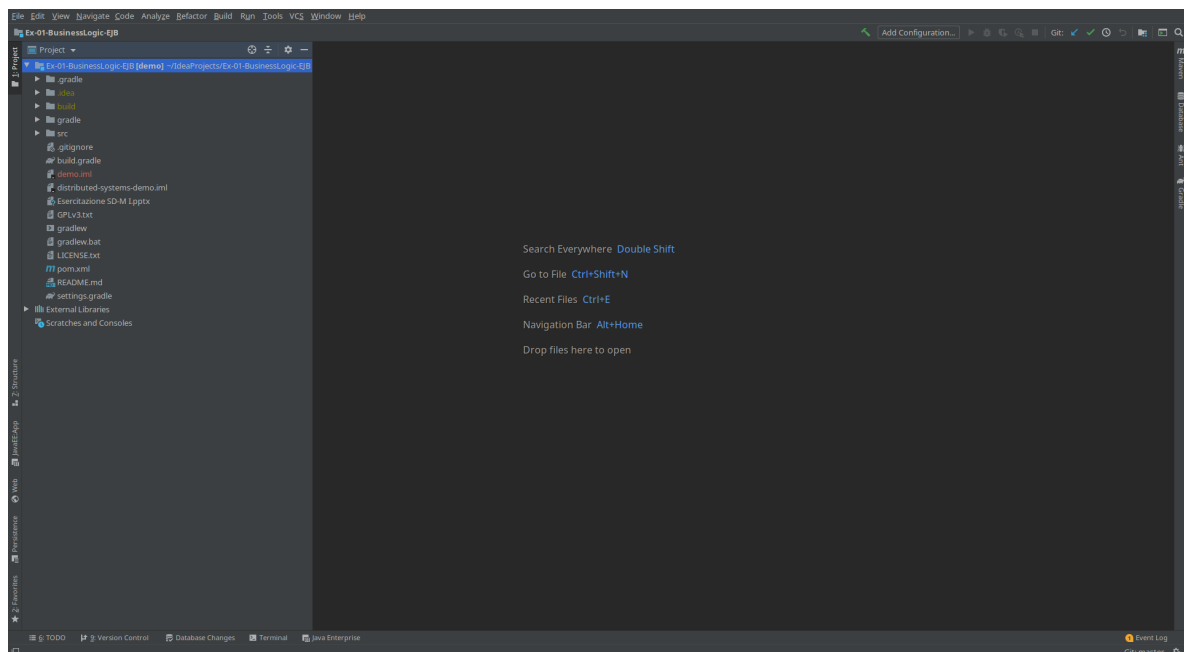 File Edit View Navigate Code Analyze Refactor Build Run Tools VCS Window Help
Ex-01-BusinessLogic-EJB
Add Configuration...
Git:
1: Project
Project
Ex-01-BusinessLogic-EJB [demo] ~/IdeaProjects/Ex-01-BusinessLogic-EJB
.gradle
.idea
build
gradle
src
.gitignore
build.gradle
demo.iml
distributed-systems-demo.iml
Esercitazione SD-M I.pptx
GPLv3.txt
gradlew
gradlew.bat
LICENSE.txt
pom.xml
README.md
settings.gradle
External Libraries
Scratches and Consoles
Search Everywhere Double Shift
Go to File Ctrl+Shift+N
Recent Files Ctrl+E
Navigation Bar Alt+Home
Drop files here to open
Maven
Database
Ant
Gradle
2: Structure
JavaEE:App
Web
Persistence
2: Favorites
6: TODO
9: Version Control
Database Changes
Terminal
Java Enterprise
1 Event Log
Git: master